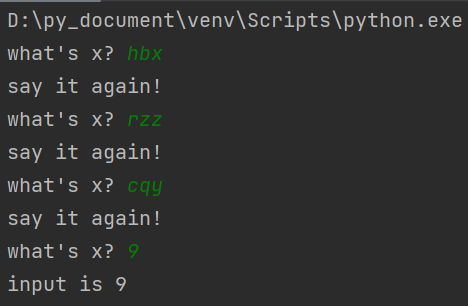 D:\py_document\venv\Scripts\python.exe
what's x? hbx
say it again!
what's x? rzz
say it again!
what's x? cqy
say it again!
what's x? 9
input is 9